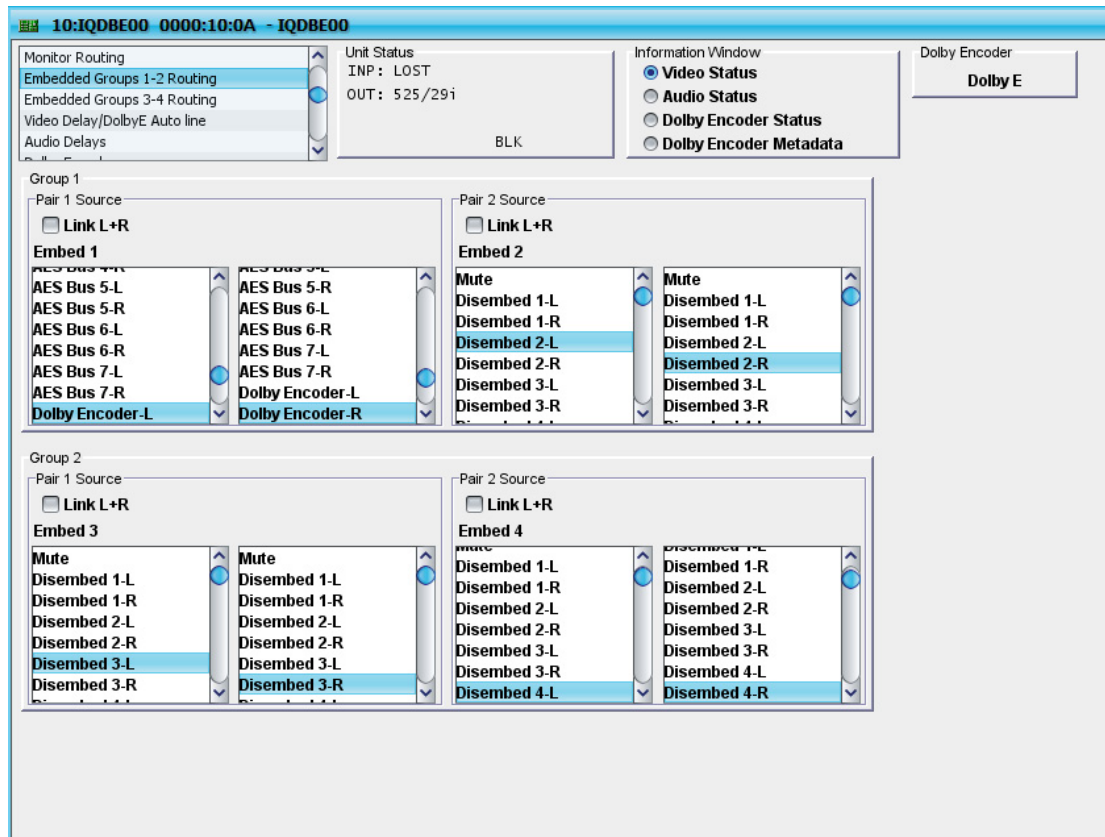 10:IQDBE00 0000:10:0A - IQDBE00
Monitor Routing
Embedded Groups 1-2 Routing
Embedded Groups 3-4 Routing
Video Delay/DolbyE Auto line
Audio Delays
Unit Status
INP: LOST
OUT: 525/29i
BLK
Information Window
Video Status
Audio Status
Dolby Encoder Status
Dolby Encoder Metadata
Dolby Encoder
Dolby E
Group 1
Pair 1 Source
Link L+R
Embed 1
AES Bus 4-R
AES Bus 5-L
AES Bus 5-R
AES Bus 6-L
AES Bus 6-R
AES Bus 7-L
AES Bus 7-R
Dolby Encoder-L
AES Bus 5-L
AES Bus 5-R
AES Bus 6-L
AES Bus 6-R
AES Bus 7-L
AES Bus 7-R
Dolby Encoder-L
Dolby Encoder-R
Pair 2 Source
Link L+R
Embed 2
Mute
Disembed 1-L
Disembed 1-R
Disembed 2-L
Disembed 2-R
Disembed 3-L
Disembed 3-R
Mute
Disembed 1-L
Disembed 1-R
Disembed 2-L
Disembed 2-R
Disembed 3-L
Disembed 3-R
Group 2
Pair 1 Source
Link L+R
Embed 3
Mute
Disembed 1-L
Disembed 1-R
Disembed 2-L
Disembed 2-R
Disembed 3-L
Disembed 3-R
Mute
Disembed 1-L
Disembed 1-R
Disembed 2-L
Disembed 2-R
Disembed 3-L
Disembed 3-R
Pair 2 Source
Link L+R
Embed 4
Mute
Disembed 1-L
Disembed 1-R
Disembed 2-L
Disembed 2-R
Disembed 3-L
Disembed 3-R
Disembed 4-L
Disembed 1-L
Disembed 1-R
Disembed 2-L
Disembed 2-R
Disembed 3-L
Disembed 3-R
Disembed 4-L
Disembed 4-R